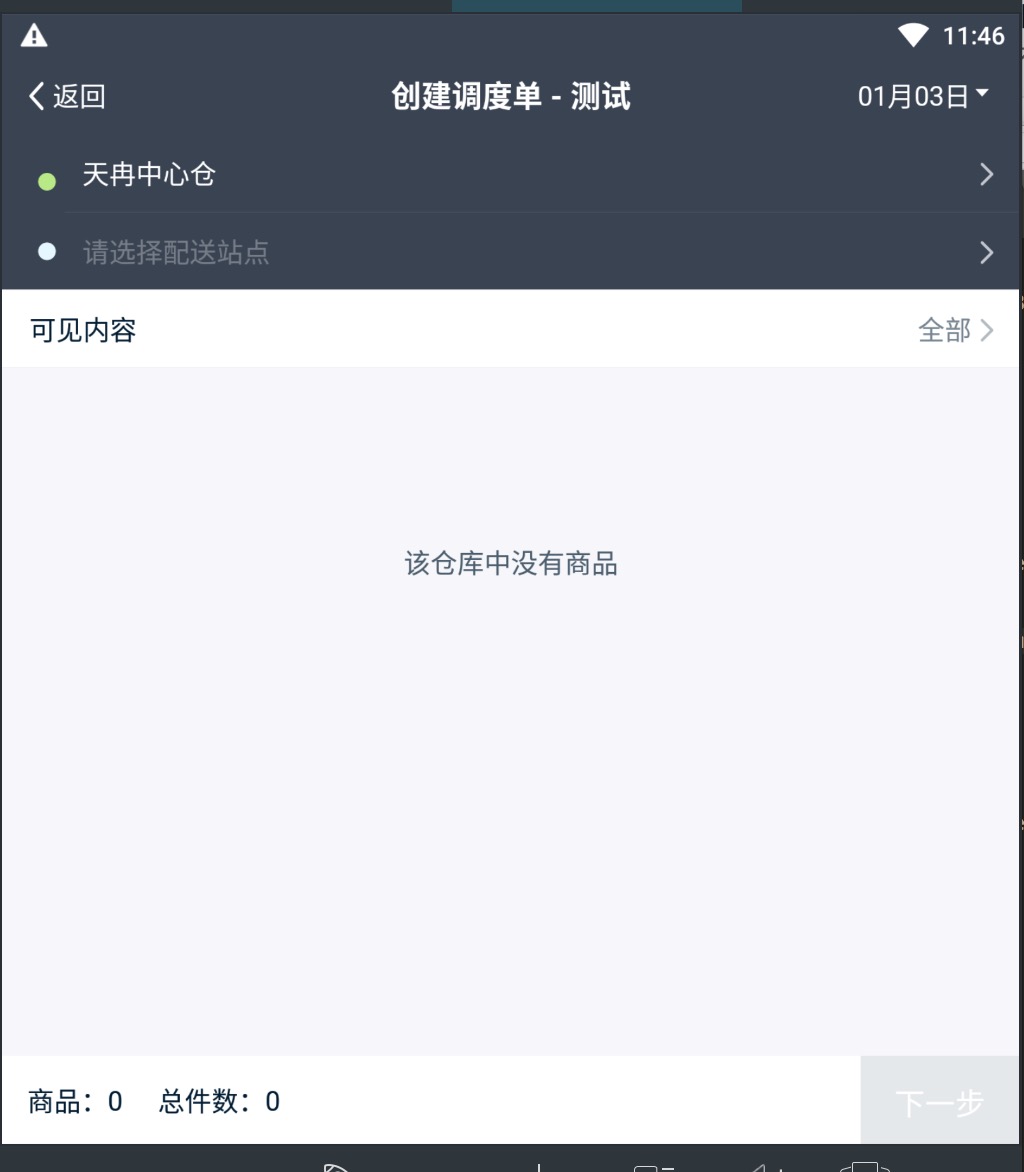 11:46
返回 创建调度单 - 测试 01月03日
天冉中心仓
请选择配送站点
可见内容 全部
该仓库中没有商品
商品：0 总件数：0 下一步